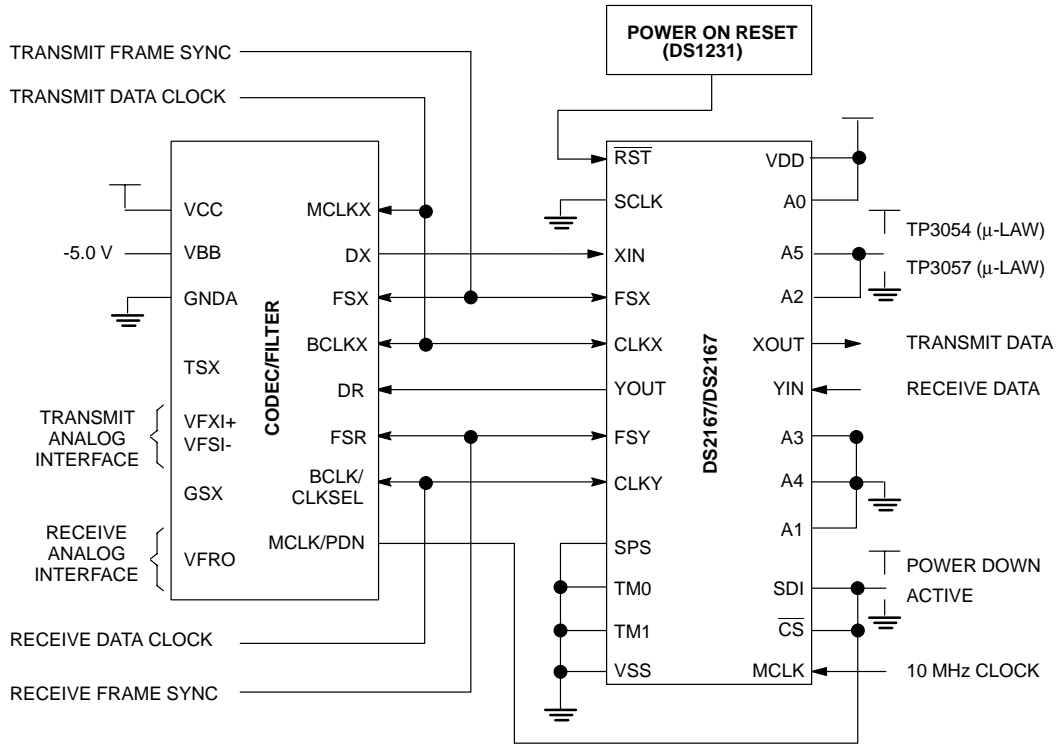 POWER ON RESET
(DS1231)
TRANSMIT FRAME SYNC
TRANSMIT DATA CLOCK
VCC
VBB
GNDA
TSX
VFXI+
VFSI-
GSX
VFRO
-5.0 V
TRANSMIT
ANALOG
INTERFACE
RECEIVE
ANALOG
INTERFACE
CODEC/FILTER
MCLKX
DX
FSX
BCLKX
DR
FSR
BCLK/
CLKSEL
MCLK/PDN
RECEIVE DATA CLOCK
RECEIVE FRAME SYNC
RST
SCLK
XIN
FSX
CLKX
YOUT
FSY
CLKY
SPS
TM0
TM1
VSS
DS2167/DS2167
VDD
A0
A5
A2
XOUT
YIN
A3
A4
A1
SDI
CS
MCLK
TP3054 (μ-LAW)
TP3057 (μ-LAW)
TRANSMIT DATA
RECEIVE DATA
POWER DOWN
ACTIVE
10 MHz CLOCK